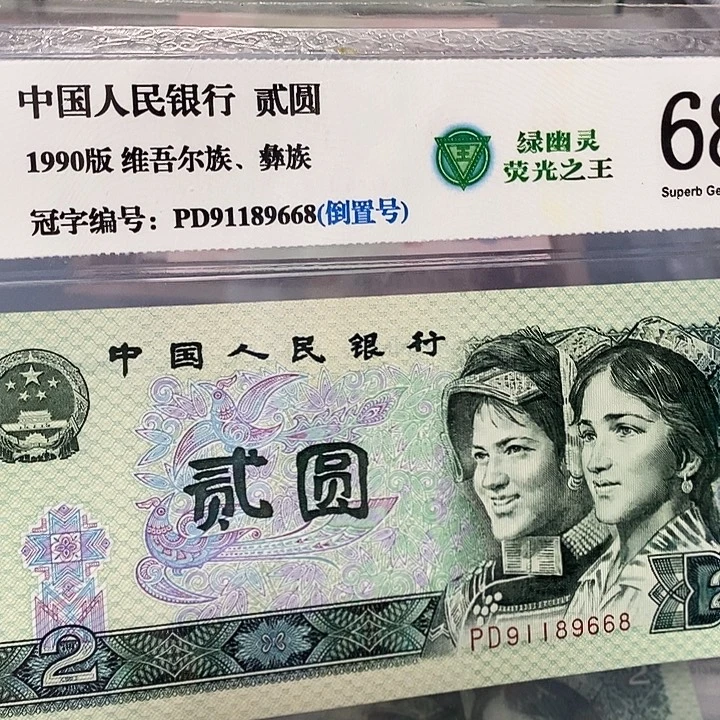 中国人民银行 贰圆
1990版 维吾尔族、彝族
冠字编号：PD91189668(倒置号)
王
绿幽灵
荧光之王
68
Superb Ge
中国人民银行
贰圆
2
PD91189668